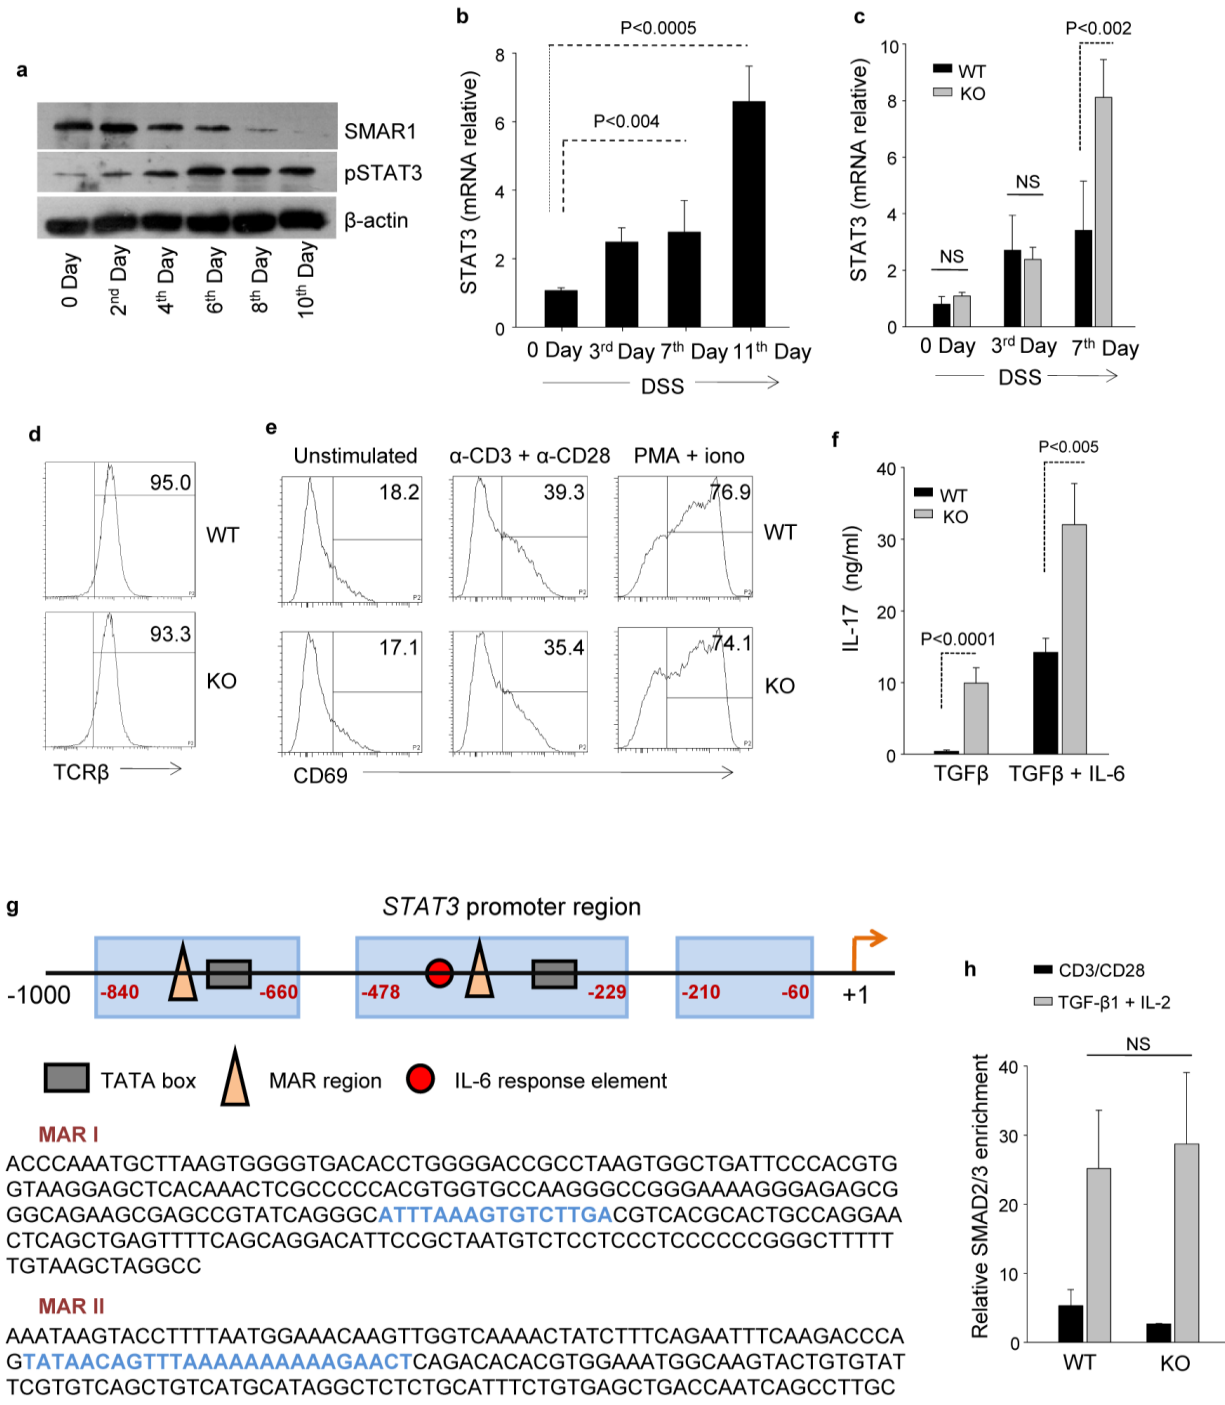 a
SMAR1
pSTAT3
β-actin
0 Day
2nd Day
4th Day
6th Day
8th Day
10th Day
b
P<0.0005
P<0.004
STAT3 (mRNA relative)
8
6
4
2
0
0 Day 3rd Day 7th Day 11th Day
DSS
c
P<0.002
WT
KO
NS
NS
STAT3 (mRNA relative)
10
8
6
4
2
0
0 Day 3rd Day 7th Day
DSS
d
95.0
WT
93.3
KO
TCRβ
e
Unstimulated α-CD3 + α-CD28 PMA + iono
18.2 39.3 76.9
WT
17.1 35.4 74.1
KO
CD69
P2
f
P<0.005
WT
KO
P<0.0001
IL-17 (ng/ml)
40
30
20
10
0
TGFβ TGFβ + IL-6
g
STAT3 promoter region
-1000 -840 -660 -478 -229 -210 -60 +1
TATA box MAR region IL-6 response element
MAR I
ACCCAAATGCTTAAGTGGGGTGACACCTGGGGACCGCCTAAGTGGCTGATTCCCACGTG
GTAAGGAGCTCACAAACTCGCCCCCACGTGGTGCCAAGGGCCGGGAAAAGGGAGAGCG
GGCAGAAGCGAGCCGTATCAGGGCATTTAAAGTGTCTTGACGTCACGCACTGCCAGGAA
CTCAGCTGAGTTTTCAGCAGGACATTCCGCTAATGTCTCCTCCCTCCCCCCGGGCTTTTT
TGTAAGCTAGGCC
MAR II
AAATAAGTACCTTTTAATGGAAACAAGTTGGTCAAAACTATCTTTCAGAATTTCAAGACCCA
GTATAACAGTTTAAAAAAAAAAAGAACTCAGACACACGTGGAAATGGCAAGTACTGTGTAT
TCGTGTCAGCTGTCATGCATAGGCTCTCTGCATTTCTGTGAGCTGACCAATCAGCCTTGC
h
CD3/CD28
TGF-β1 + IL-2
NS
Relative SMAD2/3 enrichment
40
30
20
10
0
WT KO